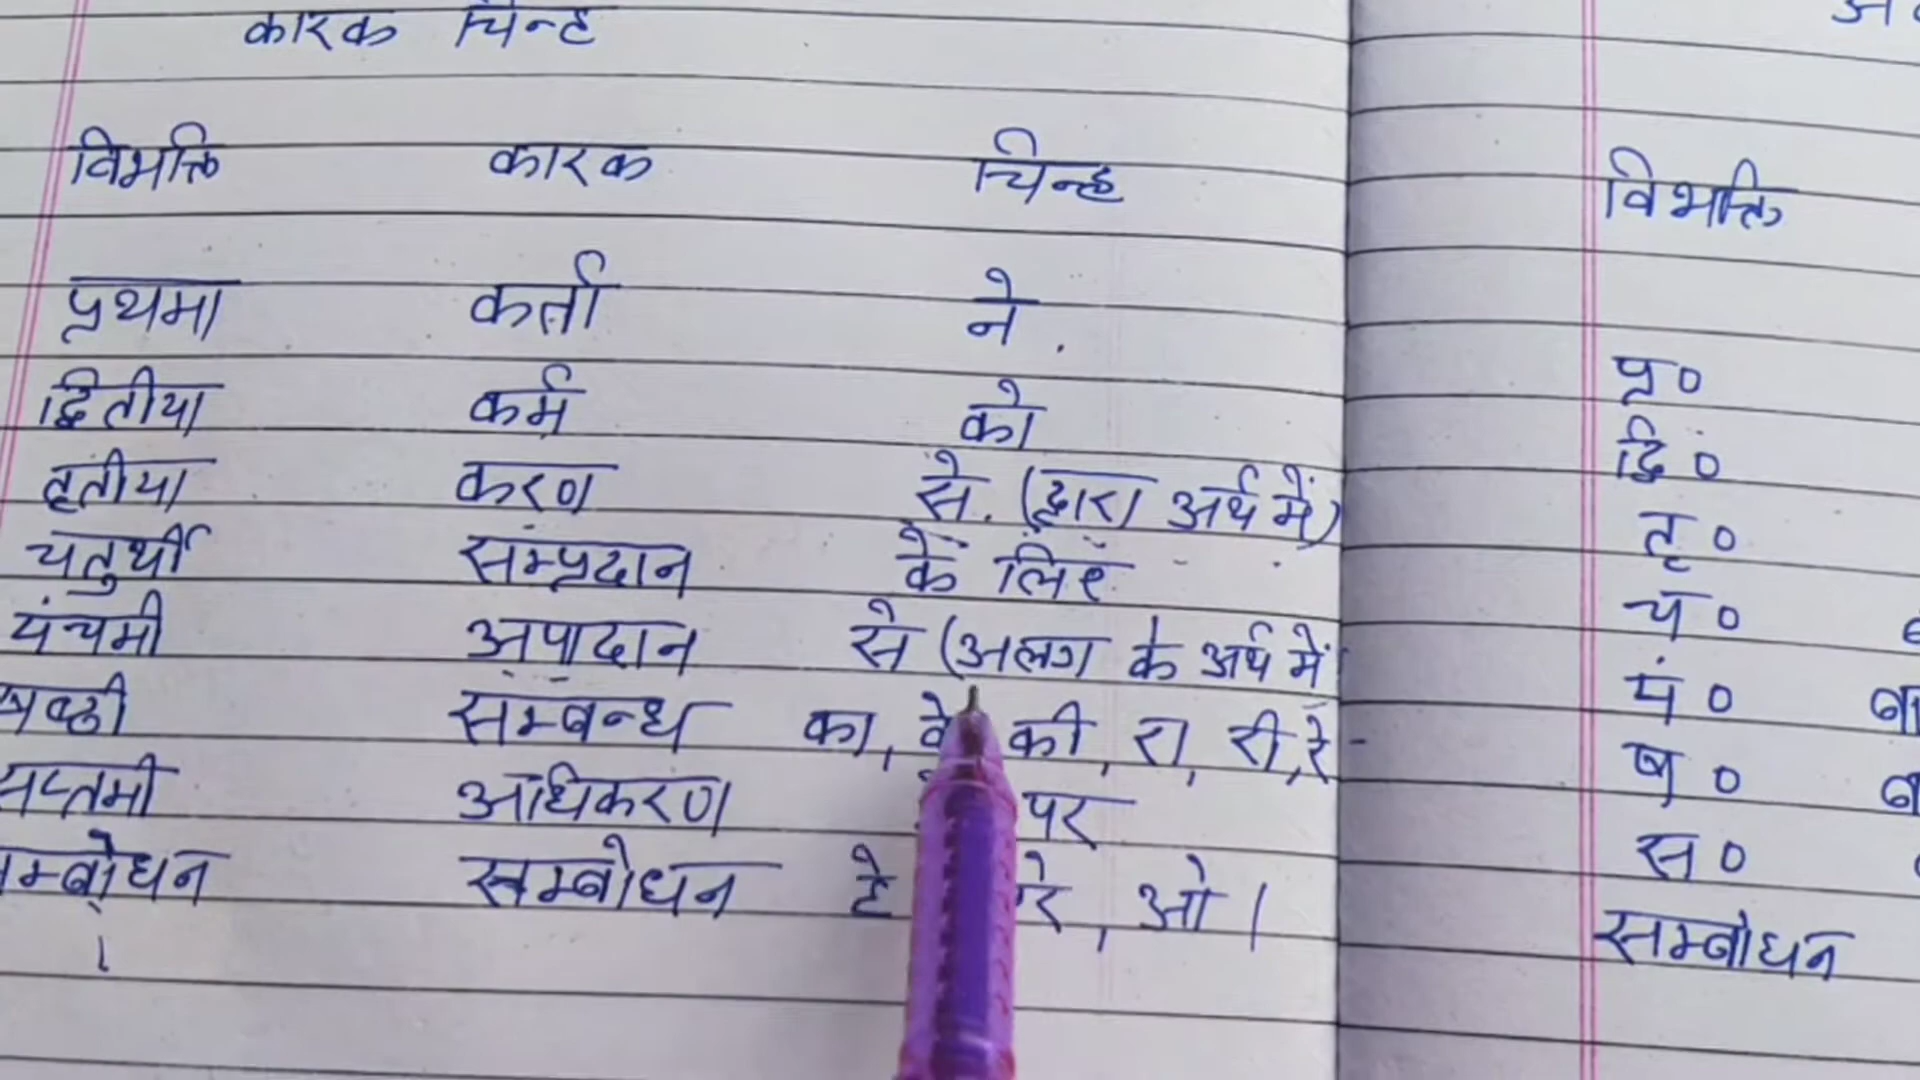 कारक चिन्ह
विभक्ति कारक चिन्ह
प्रथमा कर्ता ने
द्वितीया कर्म को
तृतीया करण से (द्वारा अर्थ में)
चतुर्थी सम्प्रदान के लिए
पंचमी अपादान से (अलग के अर्थ में
षष्ठी सम्बन्ध का, के की, रा, री, रे
सप्तमी अधिकरण पर
सम्बोधन सम्बोधन हे ओ।
विभक्ति
प्र०
द्वि०
तृ०
च०
पं०
ष०
स०
सम्बोधन